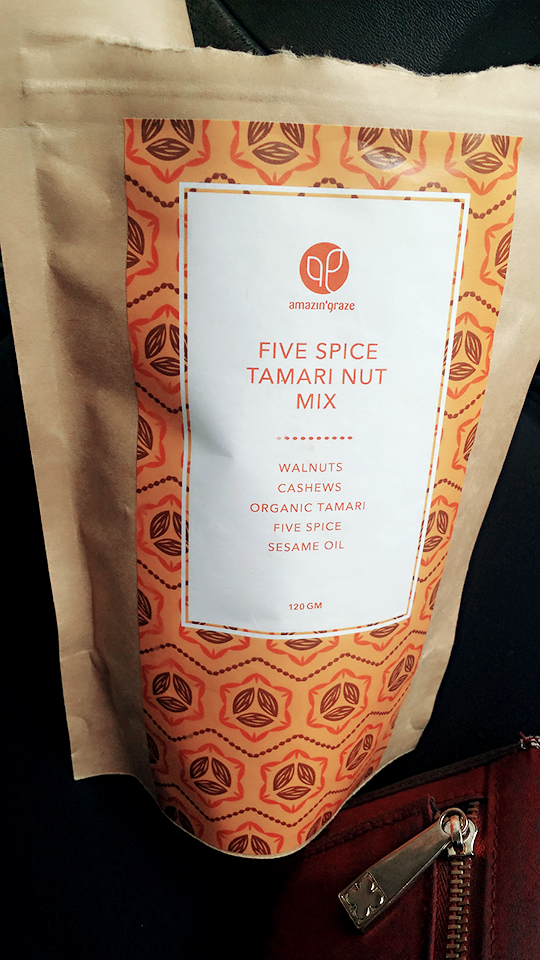 amazin'graze
FIVE SPICE
TAMARI NUT
MIX
WALNUTS
CASHEWS
ORGANIC TAMARI
FIVE SPICE
SESAME OIL
120 GM